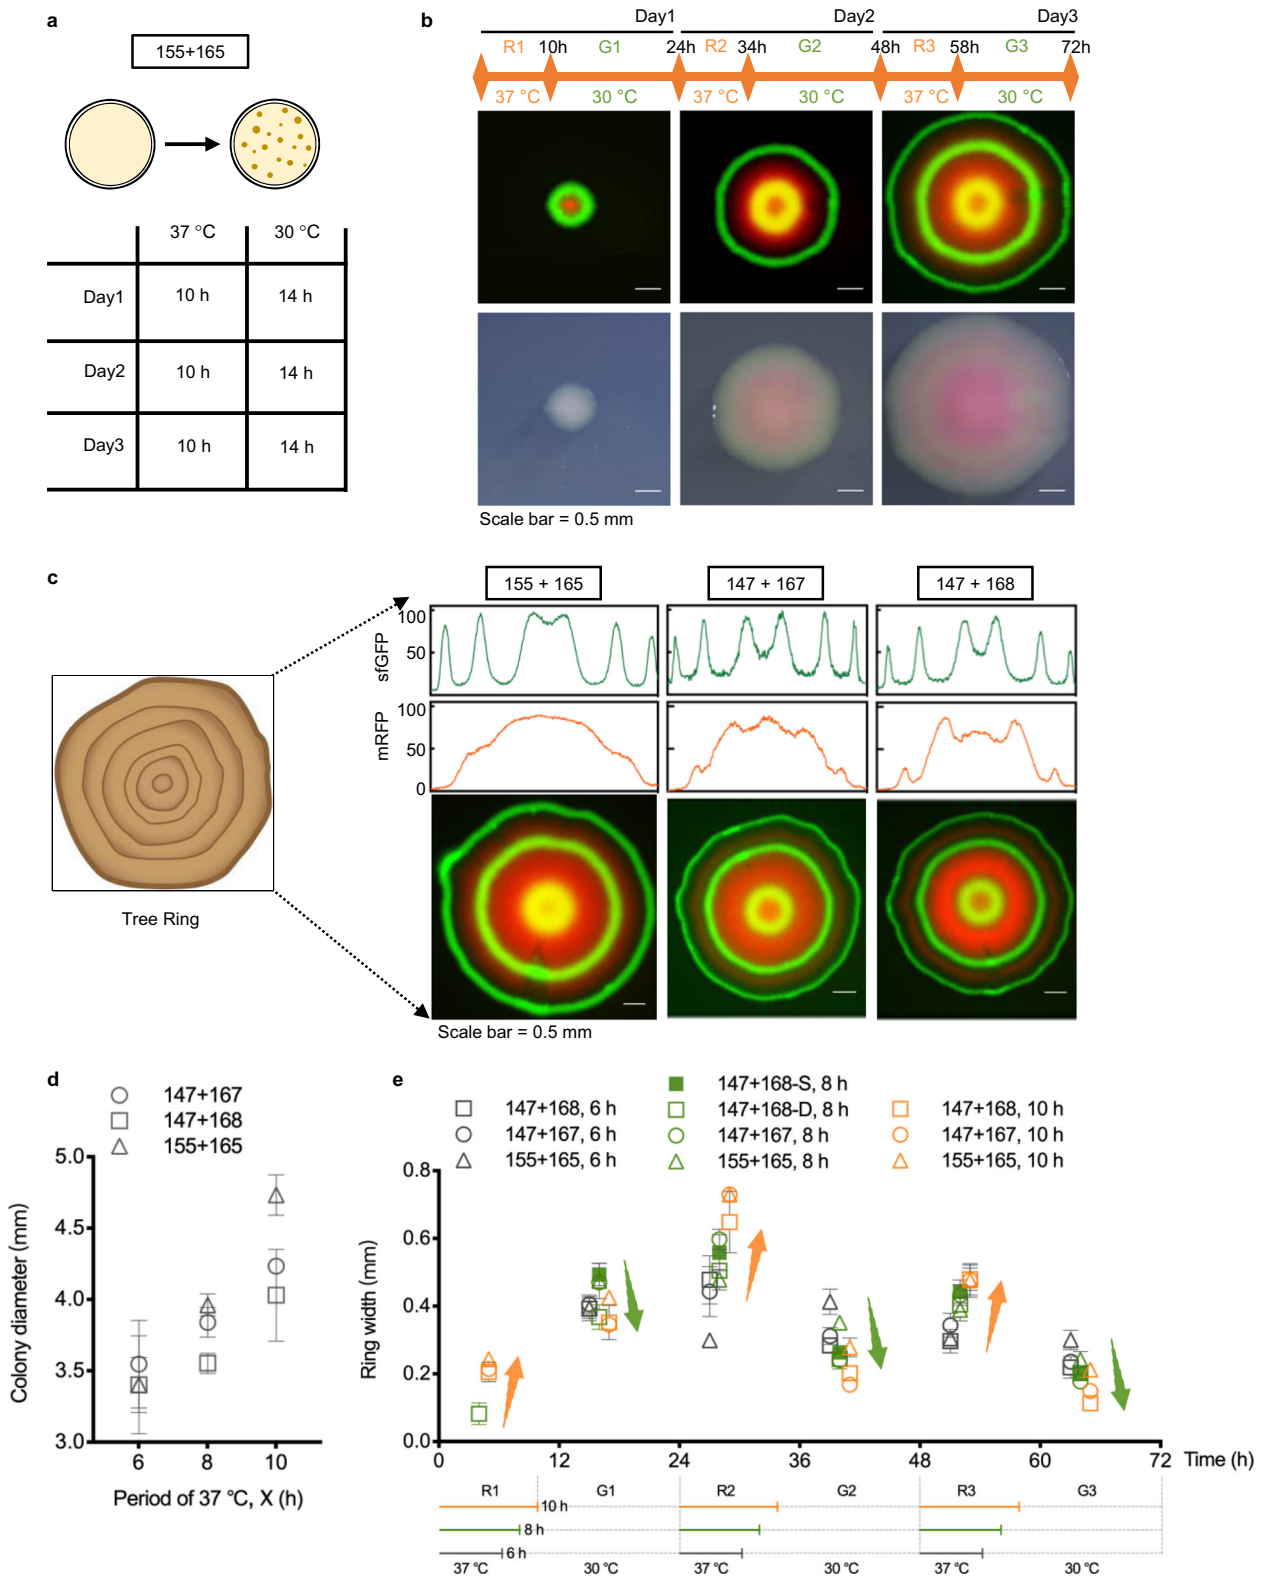 a
155+165
37 °C 30 °C
Day1 10 h 14 h
Day2 10 h 14 h
Day3 10 h 14 h
b
Day1 Day2 Day3
R1 10h G1 24h R2 34h G2 48h R3 58h G3 72h
37 °C 30 °C 37 °C 30 °C 37 °C 30 °C
Scale bar = 0.5 mm
c
Tree Ring
155 + 165 147 + 167 147 + 168
sfGFP
100
50
mRFP
100
50
0
Scale bar = 0.5 mm
d
147+167
147+168
155+165
Colony diameter (mm)
5.0
4.5
4.0
3.5
3.0
6 8 10
Period of 37 °C, X (h)
e
147+168, 6 h
147+167, 6 h
155+165, 6 h
147+168-S, 8 h
147+168-D, 8 h
147+167, 8 h
155+165, 8 h
147+168, 10 h
147+167, 10 h
155+165, 10 h
Ring width (mm)
0.8
0.6
0.4
0.2
0.0
0 12 24 36 48 60 72 Time (h)
R1 G1 R2 G2 R3 G3
10 h
8 h
6 h
37 °C 30 °C 37 °C 30 °C 37 °C 30 °C